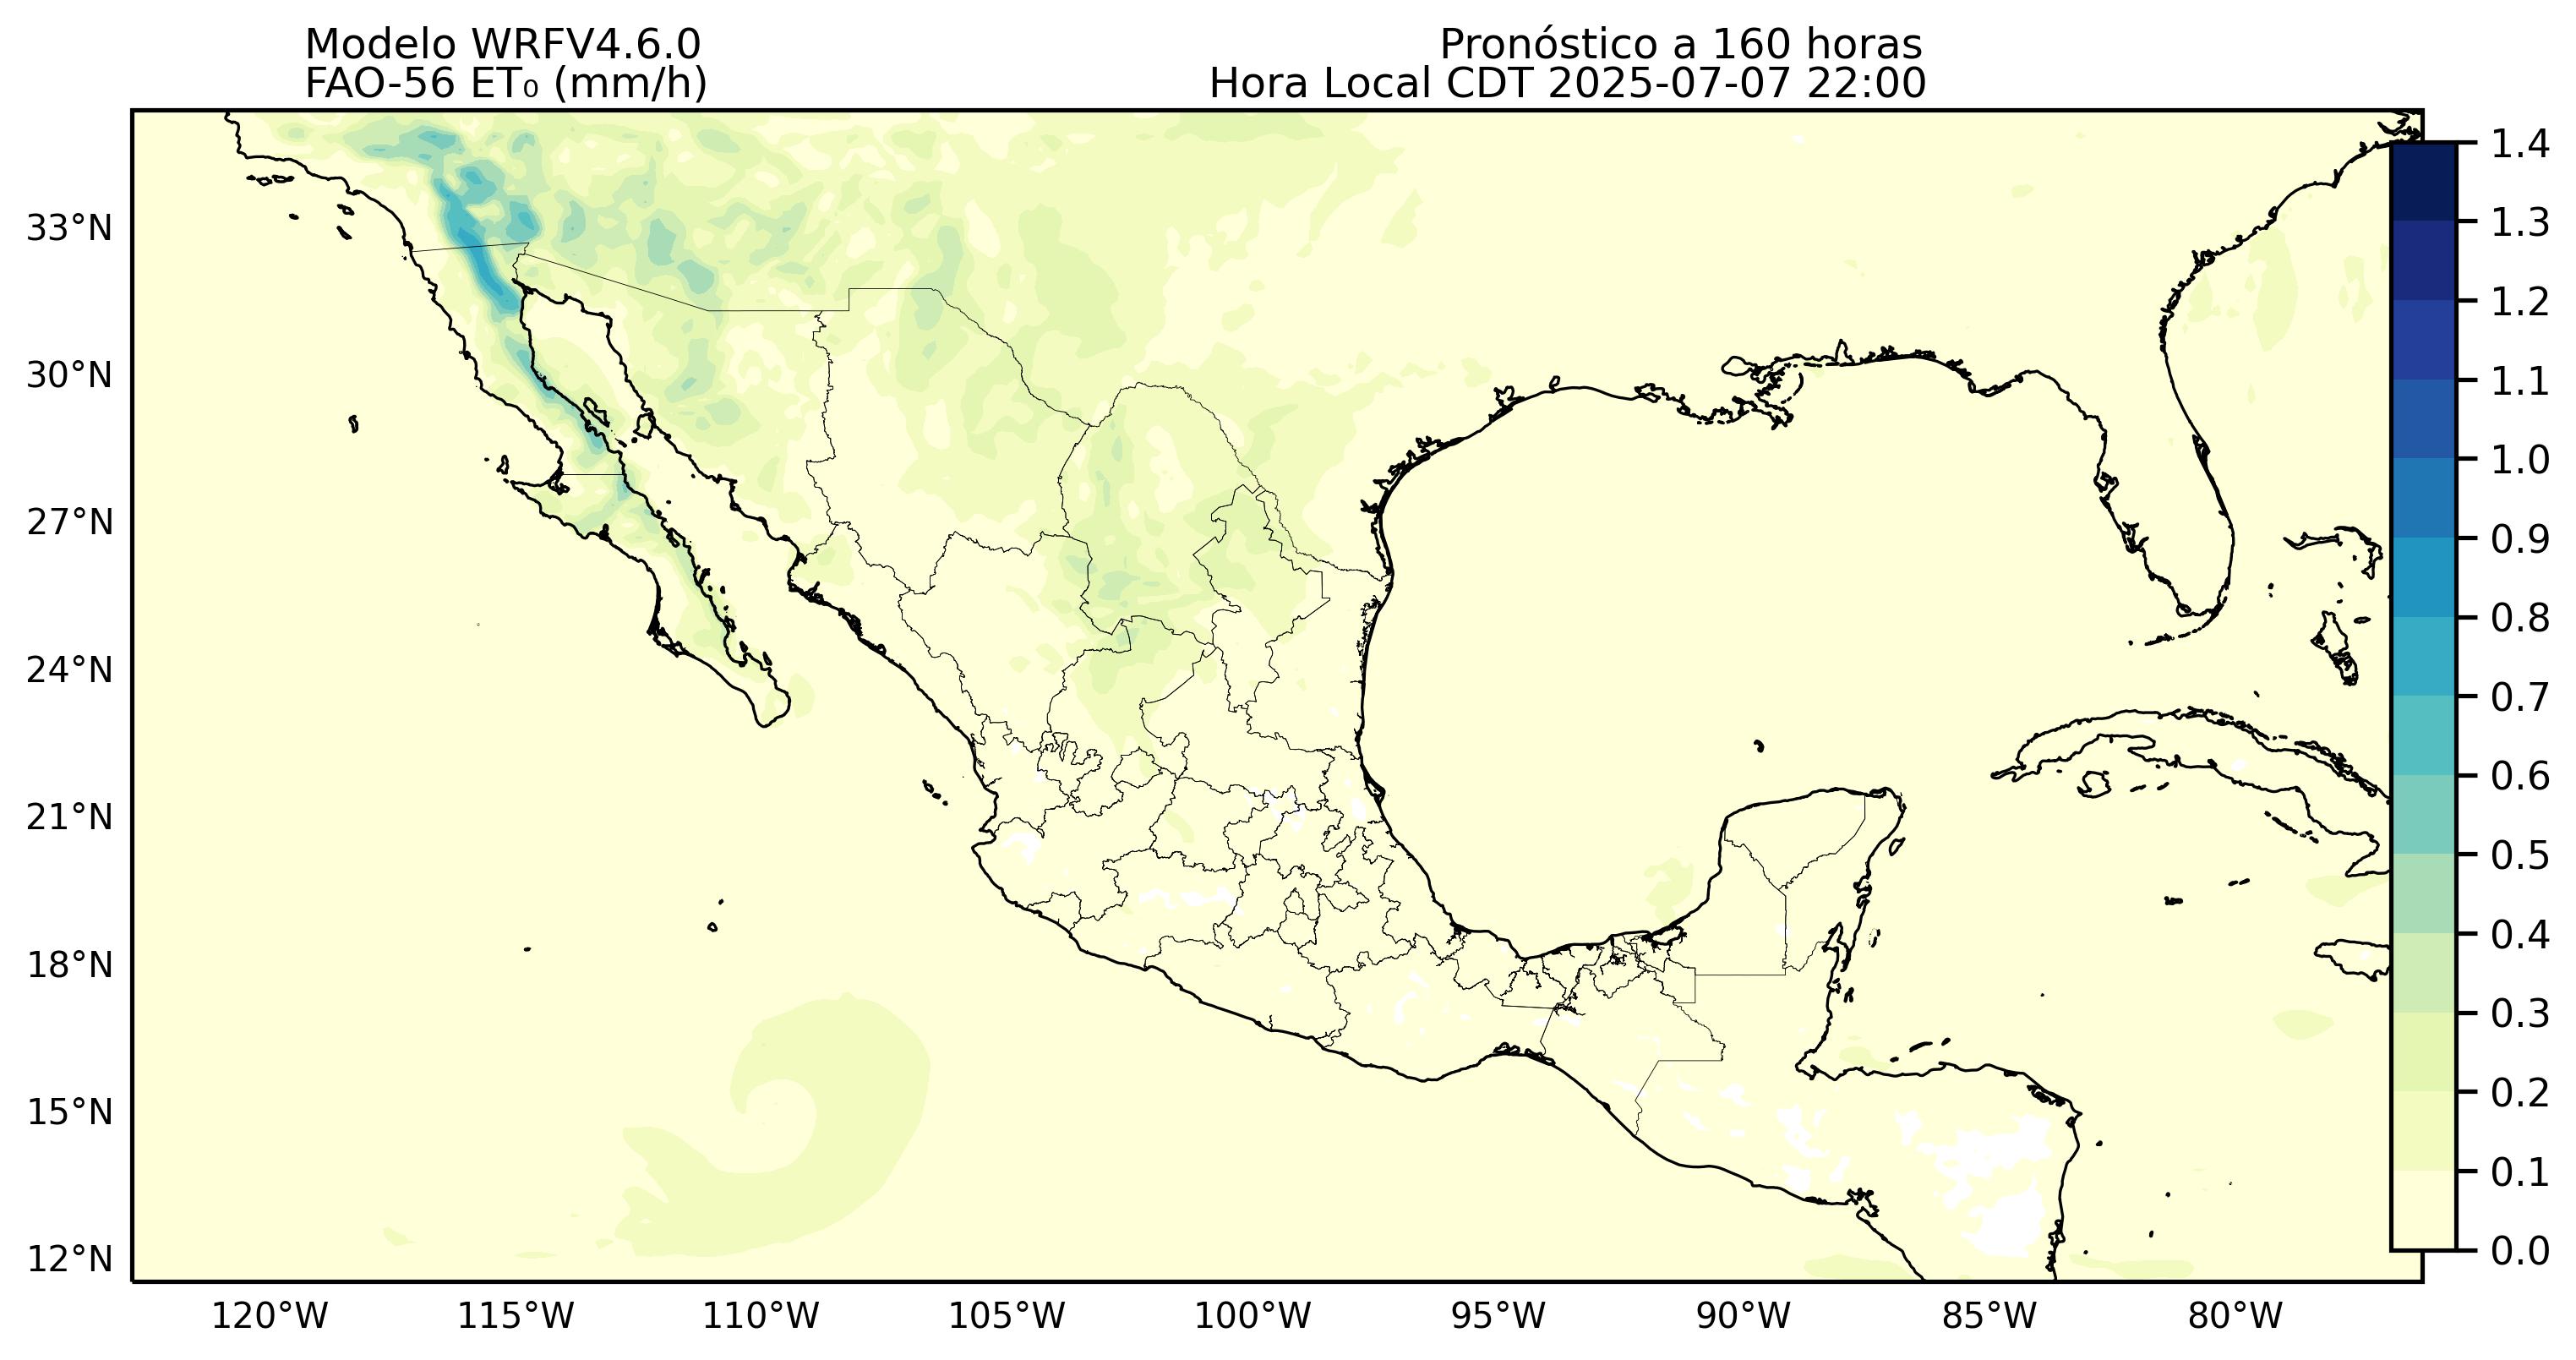 Modelo WRFV4.6.0
FAO-56 ET₀ (mm/h)
Pronóstico a 160 horas
Hora Local CDT 2025-07-07 22:00
33°N
30°N
27°N
24°N
21°N
18°N
15°N
12°N
120°W
115°W
110°W
105°W
100°W
95°W
90°W
85°W
80°W
1.4
1.3
1.2
1.1
1.0
0.9
0.8
0.7
0.6
0.5
0.4
0.3
0.2
0.1
0.0